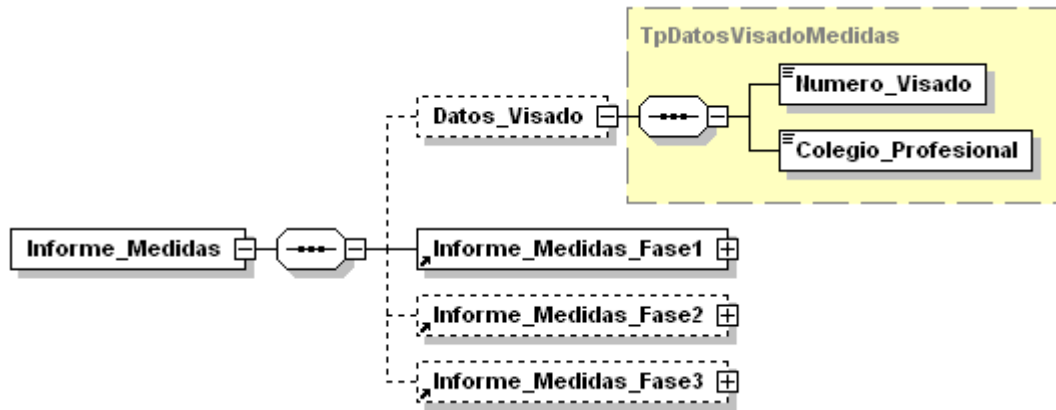 TpDatosVisadoMedidas
Numero_Visado
Datos_Visado
Colegio_Profesional
Informe_Medidas
Informe_Medidas_Fase1
Informe_Medidas_Fase2
Informe_Medidas_Fase3